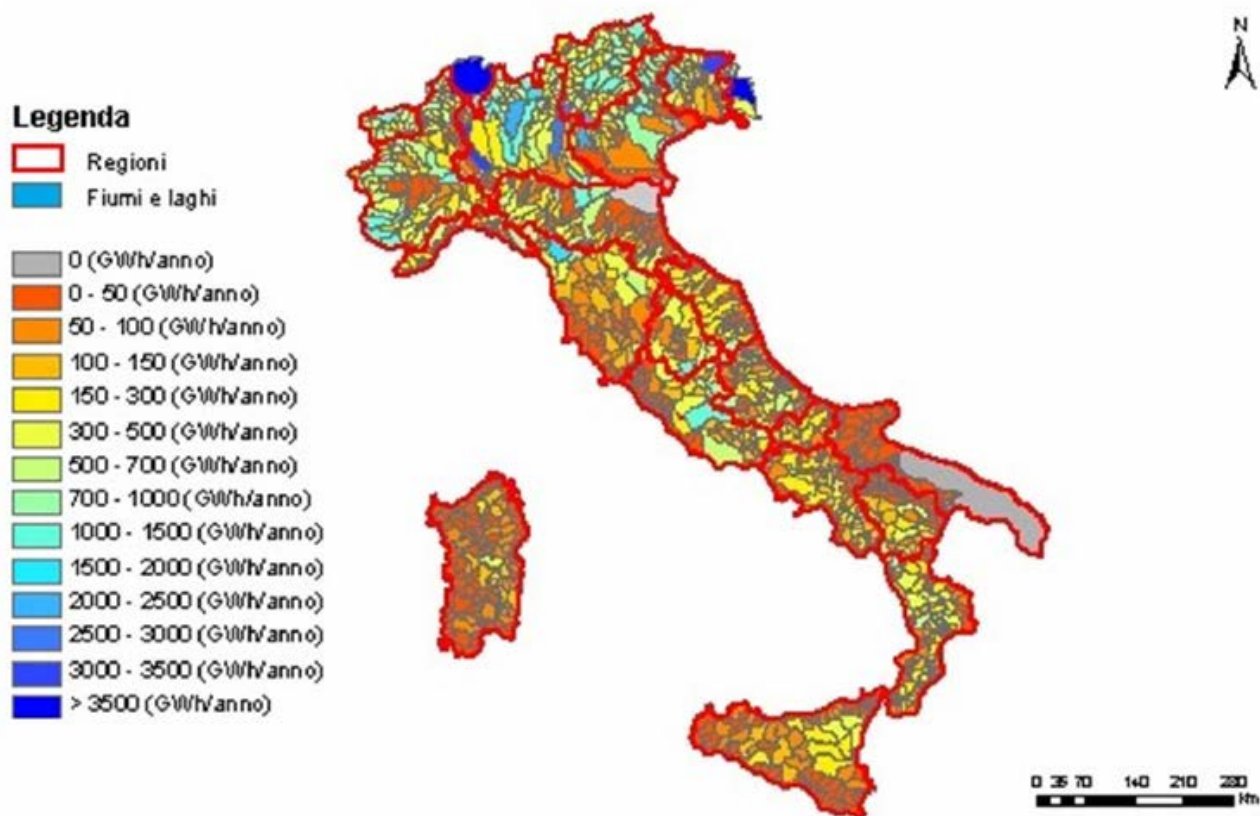 N
Legenda
Regioni
Fiumi e laghi
0 (GWh/anno)
0 - 50 (GWh/anno)
50 - 100 (GWh/anno)
100 - 150 (GWh/anno)
150 - 300 (GWh/anno)
300 - 500 (GWh/anno)
500 - 700 (GWh/anno)
700 - 1000 (GWh/anno)
1000 - 1500 (GWh/anno)
1500 - 2000 (GWh/anno)
2000 - 2500 (GWh/anno)
2500 - 3000 (GWh/anno)
3000 - 3500 (GWh/anno)
> 3500 (GWh/anno)
0 35 70 140 210 280
km